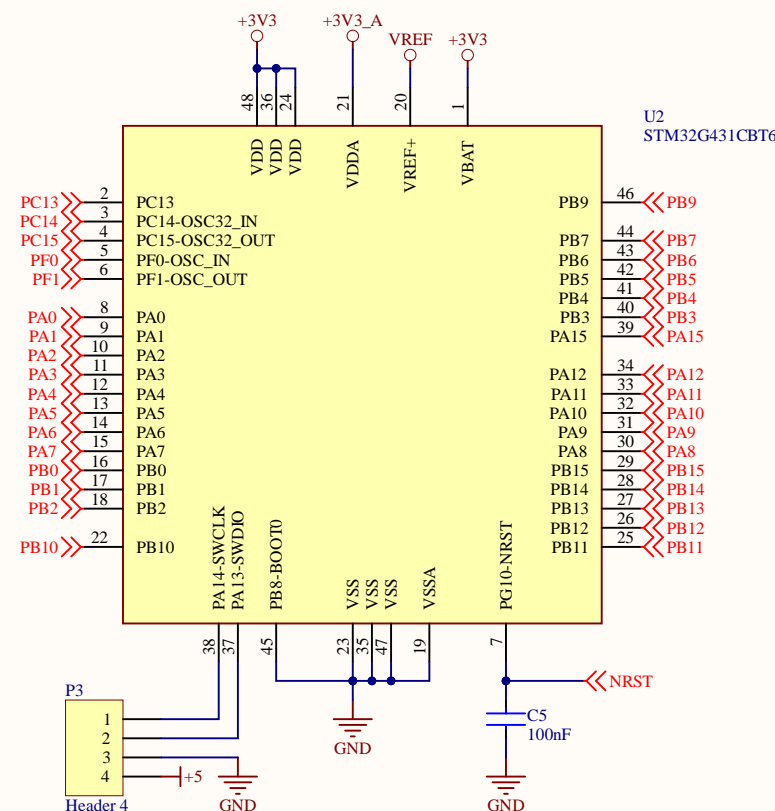 +3V3
+3V3_A
VREF
+3V3
48
36
24
21
20
1
U2
STM32G431CBT6
VDD
VDD
VDD
VDDA
VREF+
VBAT
PC13 2 PC13
PC14 3 PC14-OSC32_IN
PC15 4 PC15-OSC32_OUT
PF0 5 PF0-OSC_IN
PF1 6 PF1-OSC_OUT
PA0 8 PA0
PA1 9 PA1
PA2 10 PA2
PA3 11 PA3
PA4 12 PA4
PA5 13 PA5
PA6 14 PA6
PA7 15 PA7
PB0 16 PB0
PB1 17 PB1
PB2 18 PB2
PB10 22 PB10
PB9 46 PB9
PB7 44 PB7
PB6 43 PB6
PB5 42 PB5
PB4 41 PB4
PB3 40 PB3
PA15 39 PA15
PA12 34 PA12
PA11 33 PA11
PA10 32 PA10
PA9 31 PA9
PA8 30 PA8
PB15 29 PB15
PB14 28 PB14
PB13 27 PB13
PB12 26 PB12
PB11 25 PB11
PA14-SWCLK
PA13-SWDIO
PB8-BOOT0
VSS
VSS
VSS
VSSA
PG10-NRST
38
37
45
23
35
47
19
7
NRST
C5
100nF
GND
GND
P3
1
2
3
4
+5
Header 4
GND